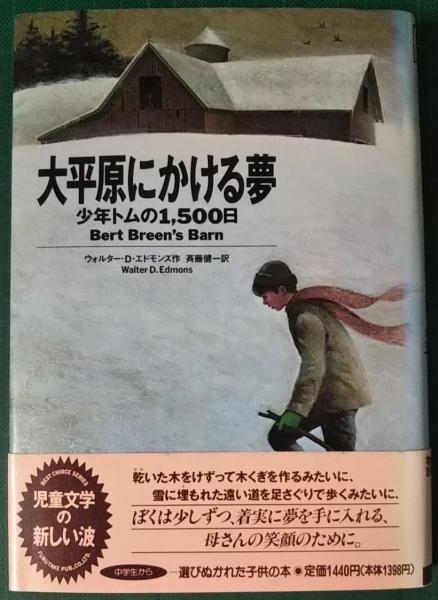 大平原にかける夢
少年トムの1,500日
Bert Breen's Barn
ウォルター・D・エドモンズ作 斉藤健一訳
Walter D. Edmons
乾いた木をけずって木くぎを作るみたいに、
雪に埋もれた遠い道を足さぐりで歩くみたいに、
ぼくは少しずつ、着実に夢を手に入れる、
母さんの笑顔のために。
BEST CHOICE SERIES
児童文学
の
新しい波
FUKUTAKE PUB.,CO.,LTD.
中学生から
―選びぬかれた子供の本●定価1440円(本体1398円)